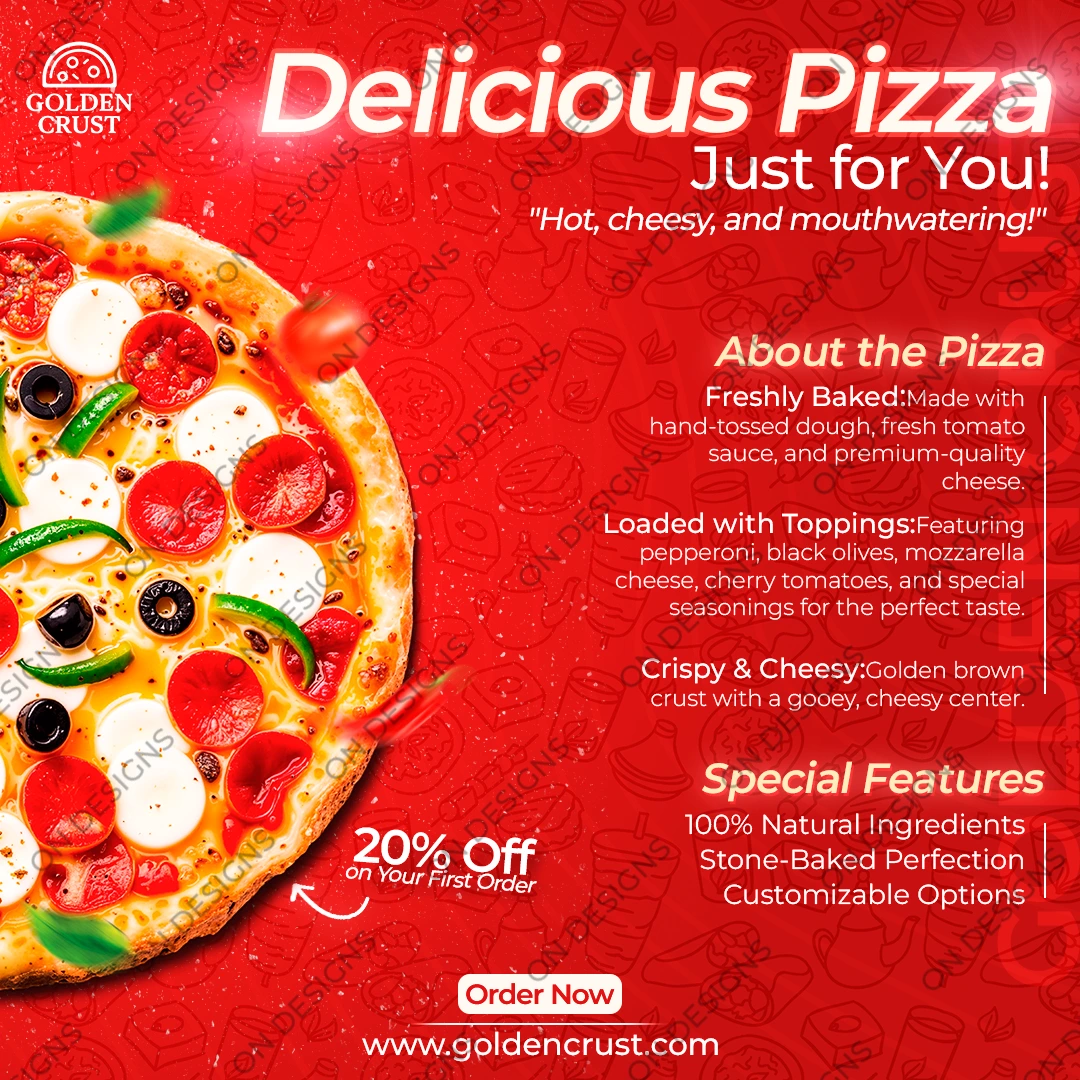 GOLDEN
CRUST
Delicious Pizza
Just for You!
"Hot, cheesy, and mouthwatering!"
About the Pizza
Freshly Baked:Made with
hand-tossed dough, fresh tomato
sauce, and premium-quality
cheese.
Loaded with Toppings:Featuring
pepperoni, black olives, mozzarella
cheese, cherry tomatoes, and special
seasonings for the perfect taste.
Crispy & Cheesy:Golden brown
crust with a gooey, cheesy center.
Special Features
100% Natural Ingredients
Stone-Baked Perfection
Customizable Options
20% Off
on Your First Order
Order Now
www.goldencrust.com
ON DESIGNS